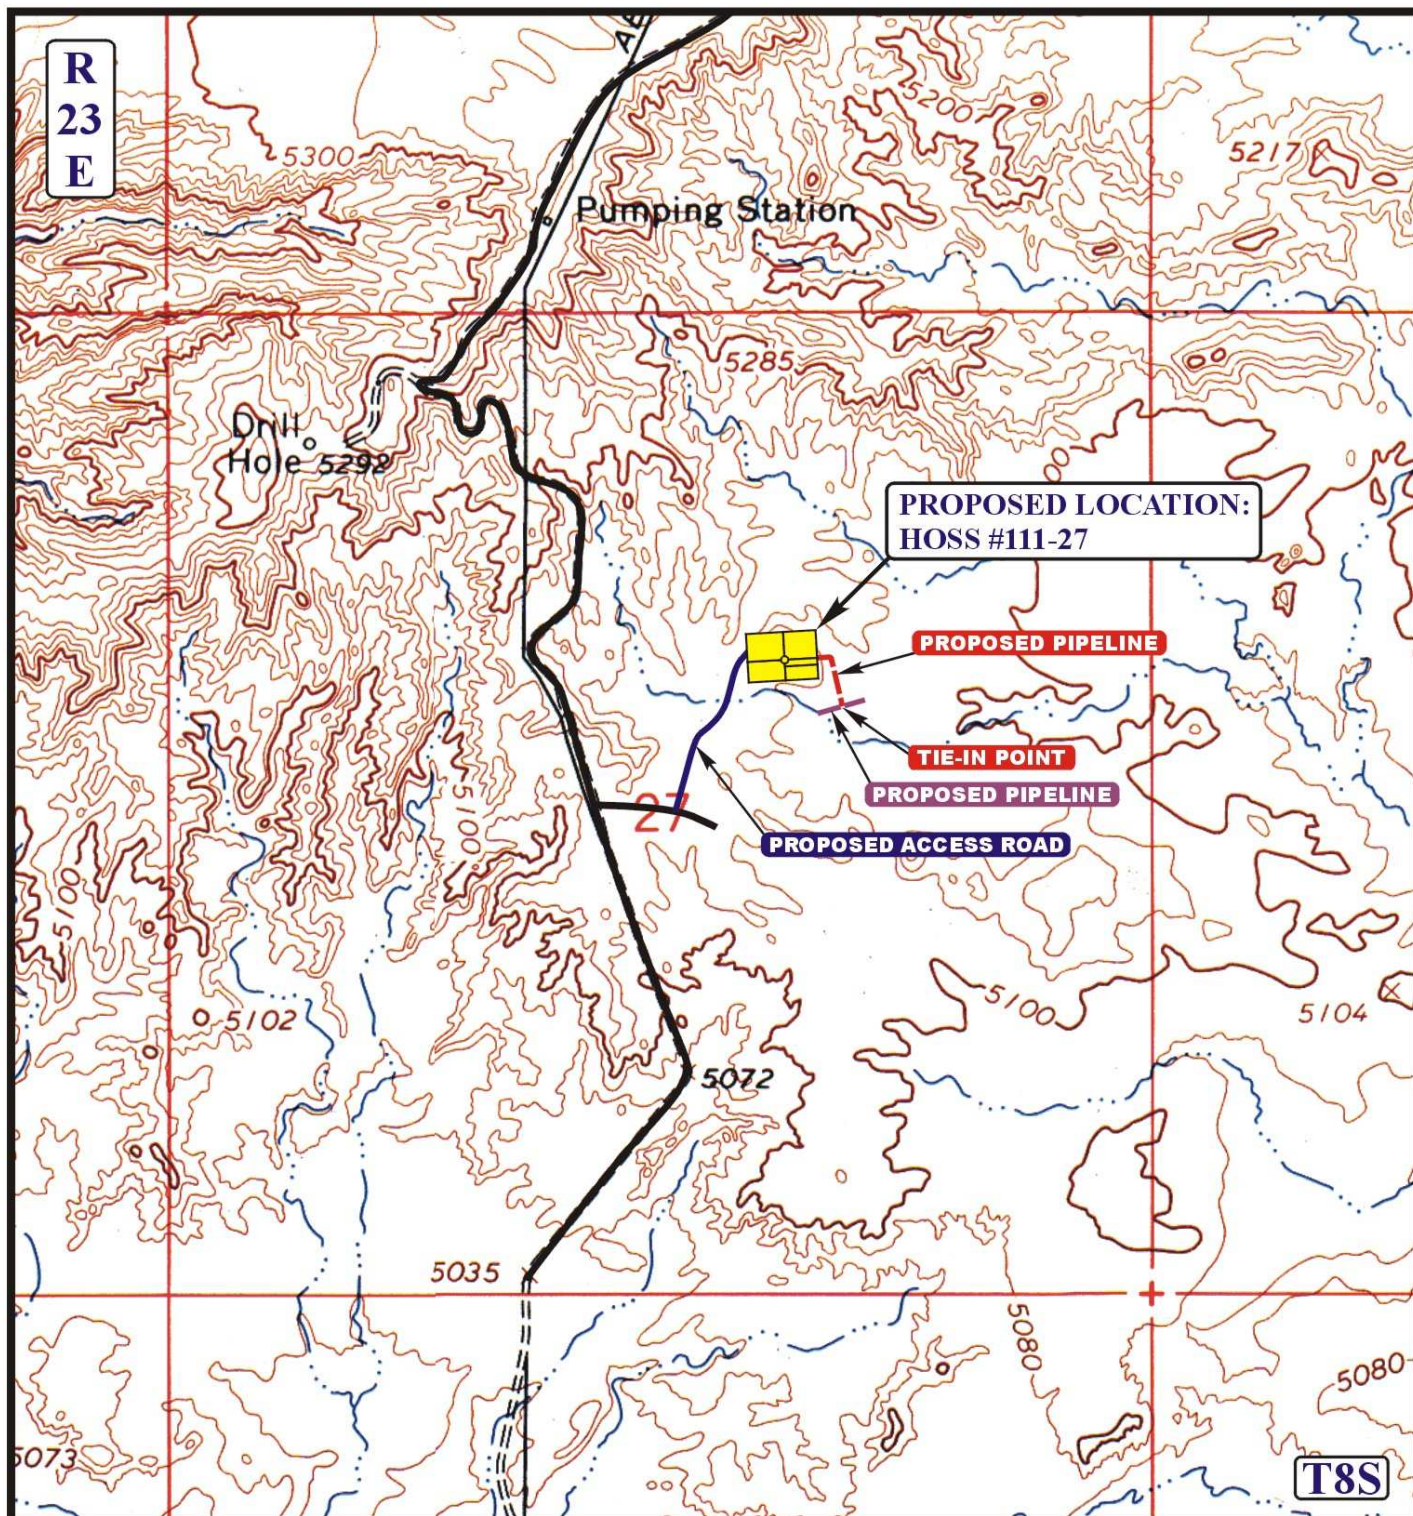 R
23
E
5300
5200
5217
Pumping Station
5285
Drill
Hole 5298
PROPOSED LOCATION:
HOSS #111-27
PROPOSED PIPELINE
TIE-IN POINT
PROPOSED PIPELINE
27
PROPOSED ACCESS ROAD
5100
5100
5102
5100
5104
5072
5035
5080
5080
5073
T8S